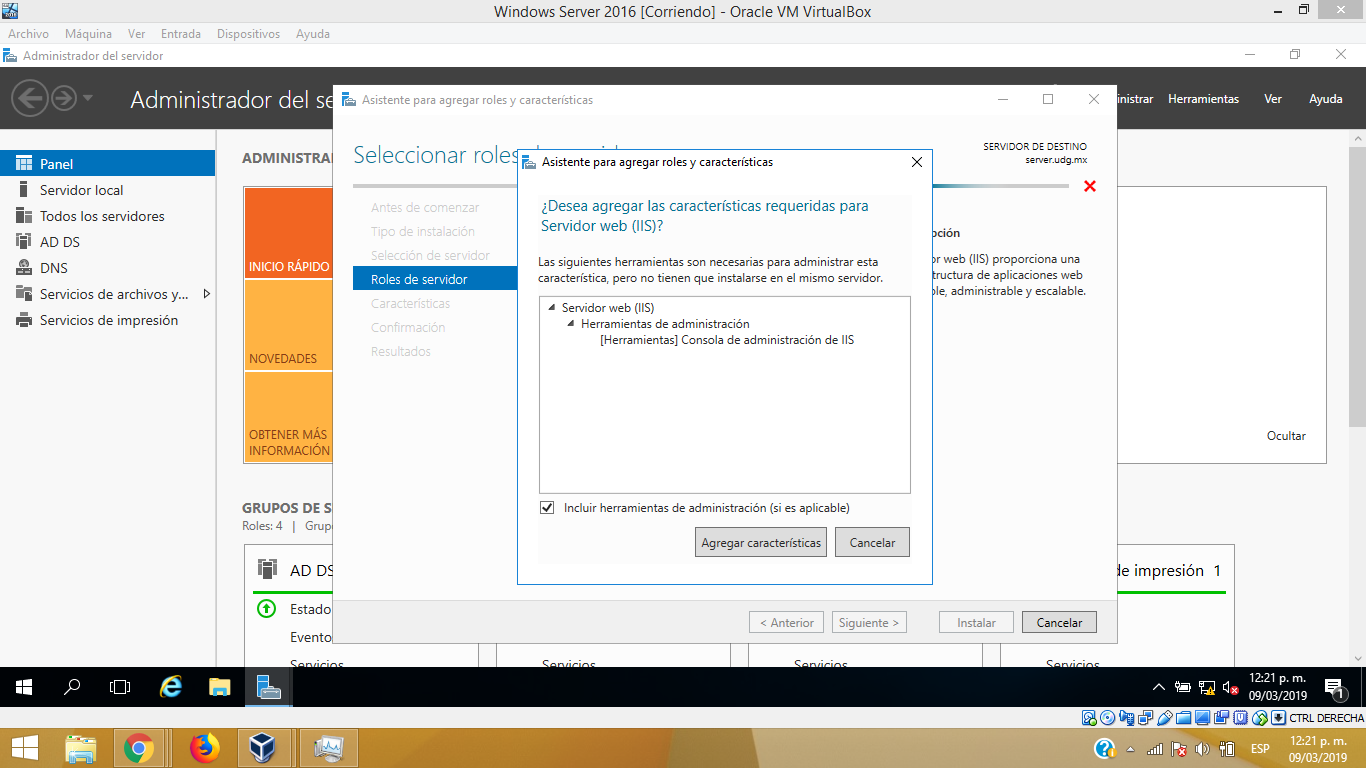 Windows Server 2016 [Corriendo] - Oracle VM VirtualBox
Archivo Máquina Ver Entrada Dispositivos Ayuda
Administrador del servidor
Administrador del se
Asistente para agregar roles y características
inistrar Herramientas Ver Ayuda
Panel
Servidor local
Todos los servidores
AD DS
DNS
Servicios de archivos y...
Servicios de impresión
ADMINISTRA
INICIO RÁPIDO
NOVEDADES
OBTENER MÁS
INFORMACIÓN
Seleccionar roles
SERVIDOR DE DESTINO
server.udg.mx
Antes de comenzar
Tipo de instalación
Selección de servidor
Roles de servidor
Características
Confirmación
Resultados
Asistente para agregar roles y características
¿Desea agregar las características requeridas para
Servidor web (IIS)?
Las siguientes herramientas son necesarias para administrar esta
característica, pero no tienen que instalarse en el mismo servidor.
Servidor web (IIS)
Herramientas de administración
[Herramientas] Consola de administración de IIS
Incluir herramientas de administración (si es aplicable)
Agregar características Cancelar
pción
or web (IIS) proporciona una
structura de aplicaciones web
ole, administrable y escalable.
Ocultar
< Anterior Siguiente > Instalar Cancelar
GRUPOS DE S
Roles: 4 | Grup
AD DS
Estado
Evento
Servicios
Servicios
Servicios
de impresión 1
Servicios
12:21 p. m.
09/03/2019
1
CTRL DERECHA
ESP
12:21 p. m.
09/03/2019